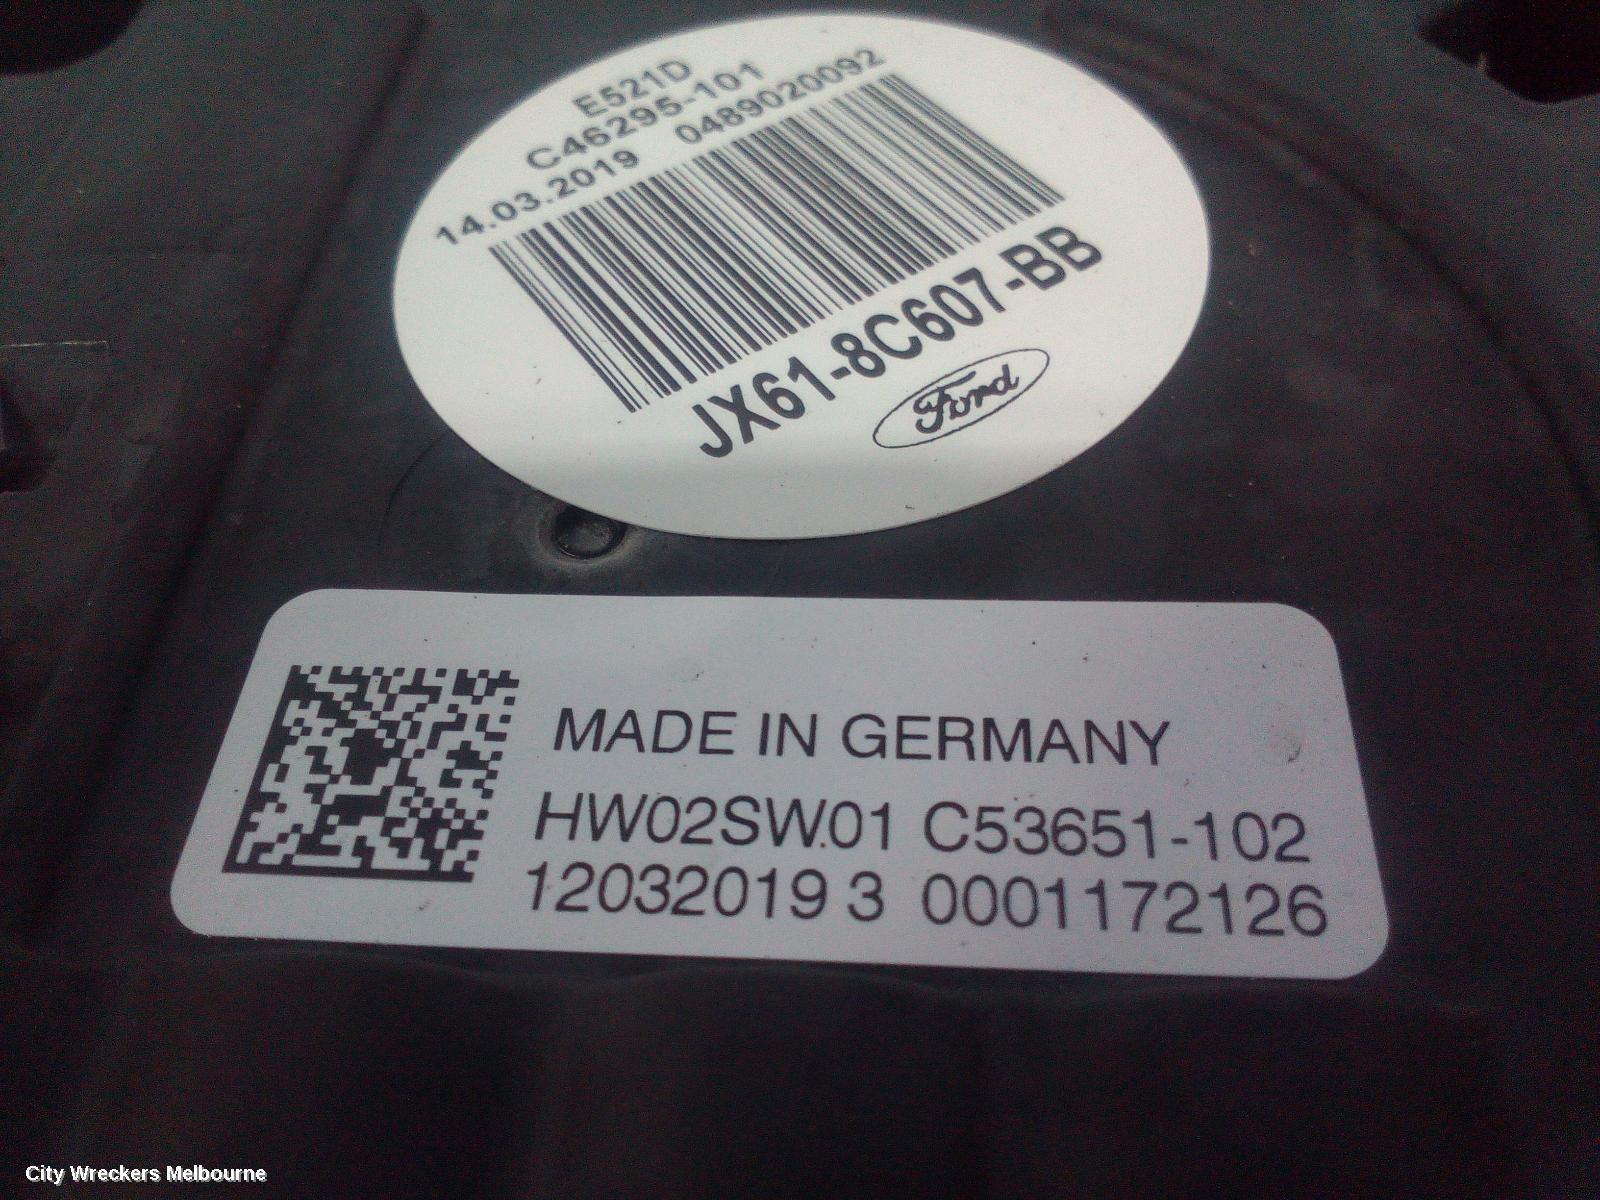 E521D
C46295-101
14.03.2019 0489020092
JX61-8C607-BB
Ford
MADE IN GERMANY
HW02SW.01 C53651-102
12032019 3 0001172126
City Wreckers Melbourne